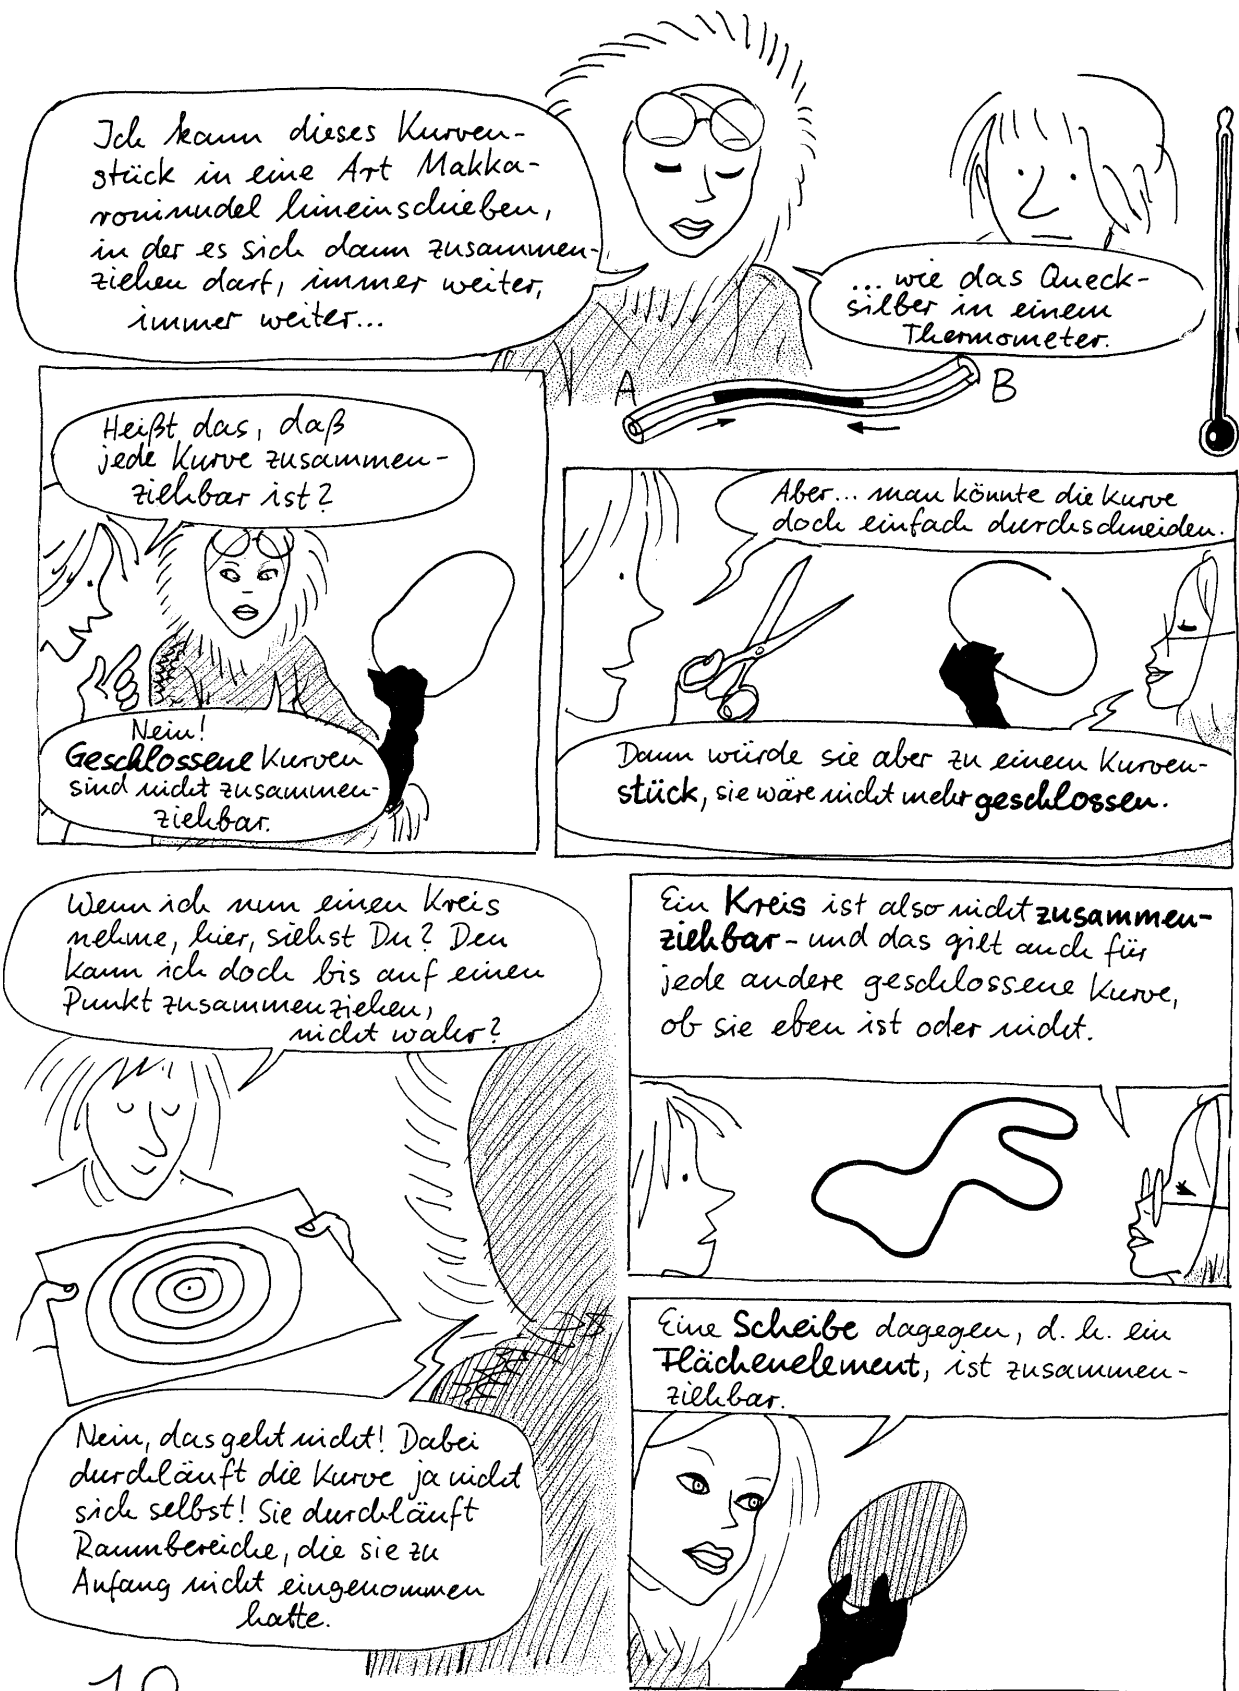 Ich kann dieses Kurven-
stück in eine Art Makka-
roninudel hineinschieben,
in der es sich dann zusammen-
ziehen darf, immer weiter,
immer weiter...
... wie das Queck-
silber in einem
Thermometer.
A
B
Heißt das, daß
jede Kurve zusammen-
ziehbar ist?
Nein!
Geschlossene Kurven
sind nicht zusammen-
ziehbar.
Aber... man könnte die Kurve
doch einfach durchschneiden.
Dann würde sie aber zu einem Kurven-
stück, sie wäre nicht mehr geschlossen.
Wenn ich nun einen Kreis
nehme, hier, siehst Du? Den
kann ich doch bis auf einen
Punkt zusammenziehen,
nicht wahr?
Nein, das geht nicht! Dabei
durchläuft die Kurve ja nicht
sich selbst! Sie durchläuft
Raumbereiche, die sie zu
Anfang nicht eingenommen
hatte.
Ein Kreis ist also nicht zusammen-
ziehbar - und das gilt auch für
jede andere geschlossene Kurve,
ob sie eben ist oder nicht.
Eine Scheibe dagegen, d. h. ein
Flächenelement, ist zusammen-
ziehbar.